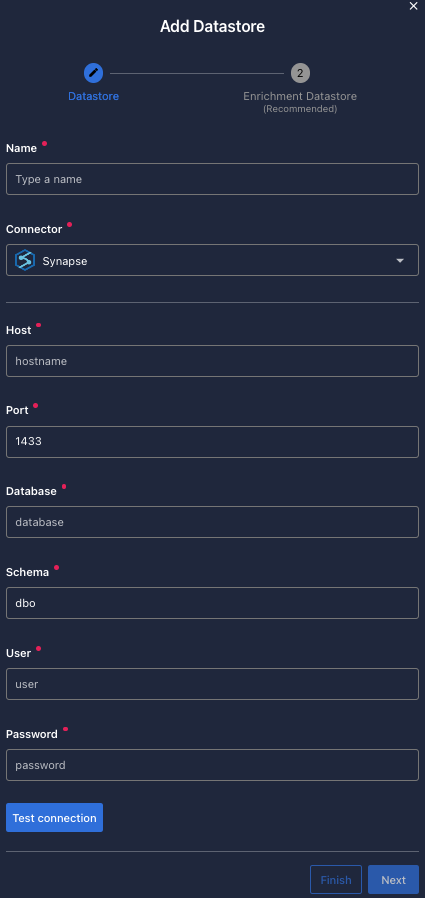 Add Datastore
2
Datastore
Enrichment Datastore
(Recommended)
Name
Type a name
Connector
Synapse
Host
hostname
Port
1433
Database
database
Schema
dbo
User
user
Password
password
Test connection
Finish
Next